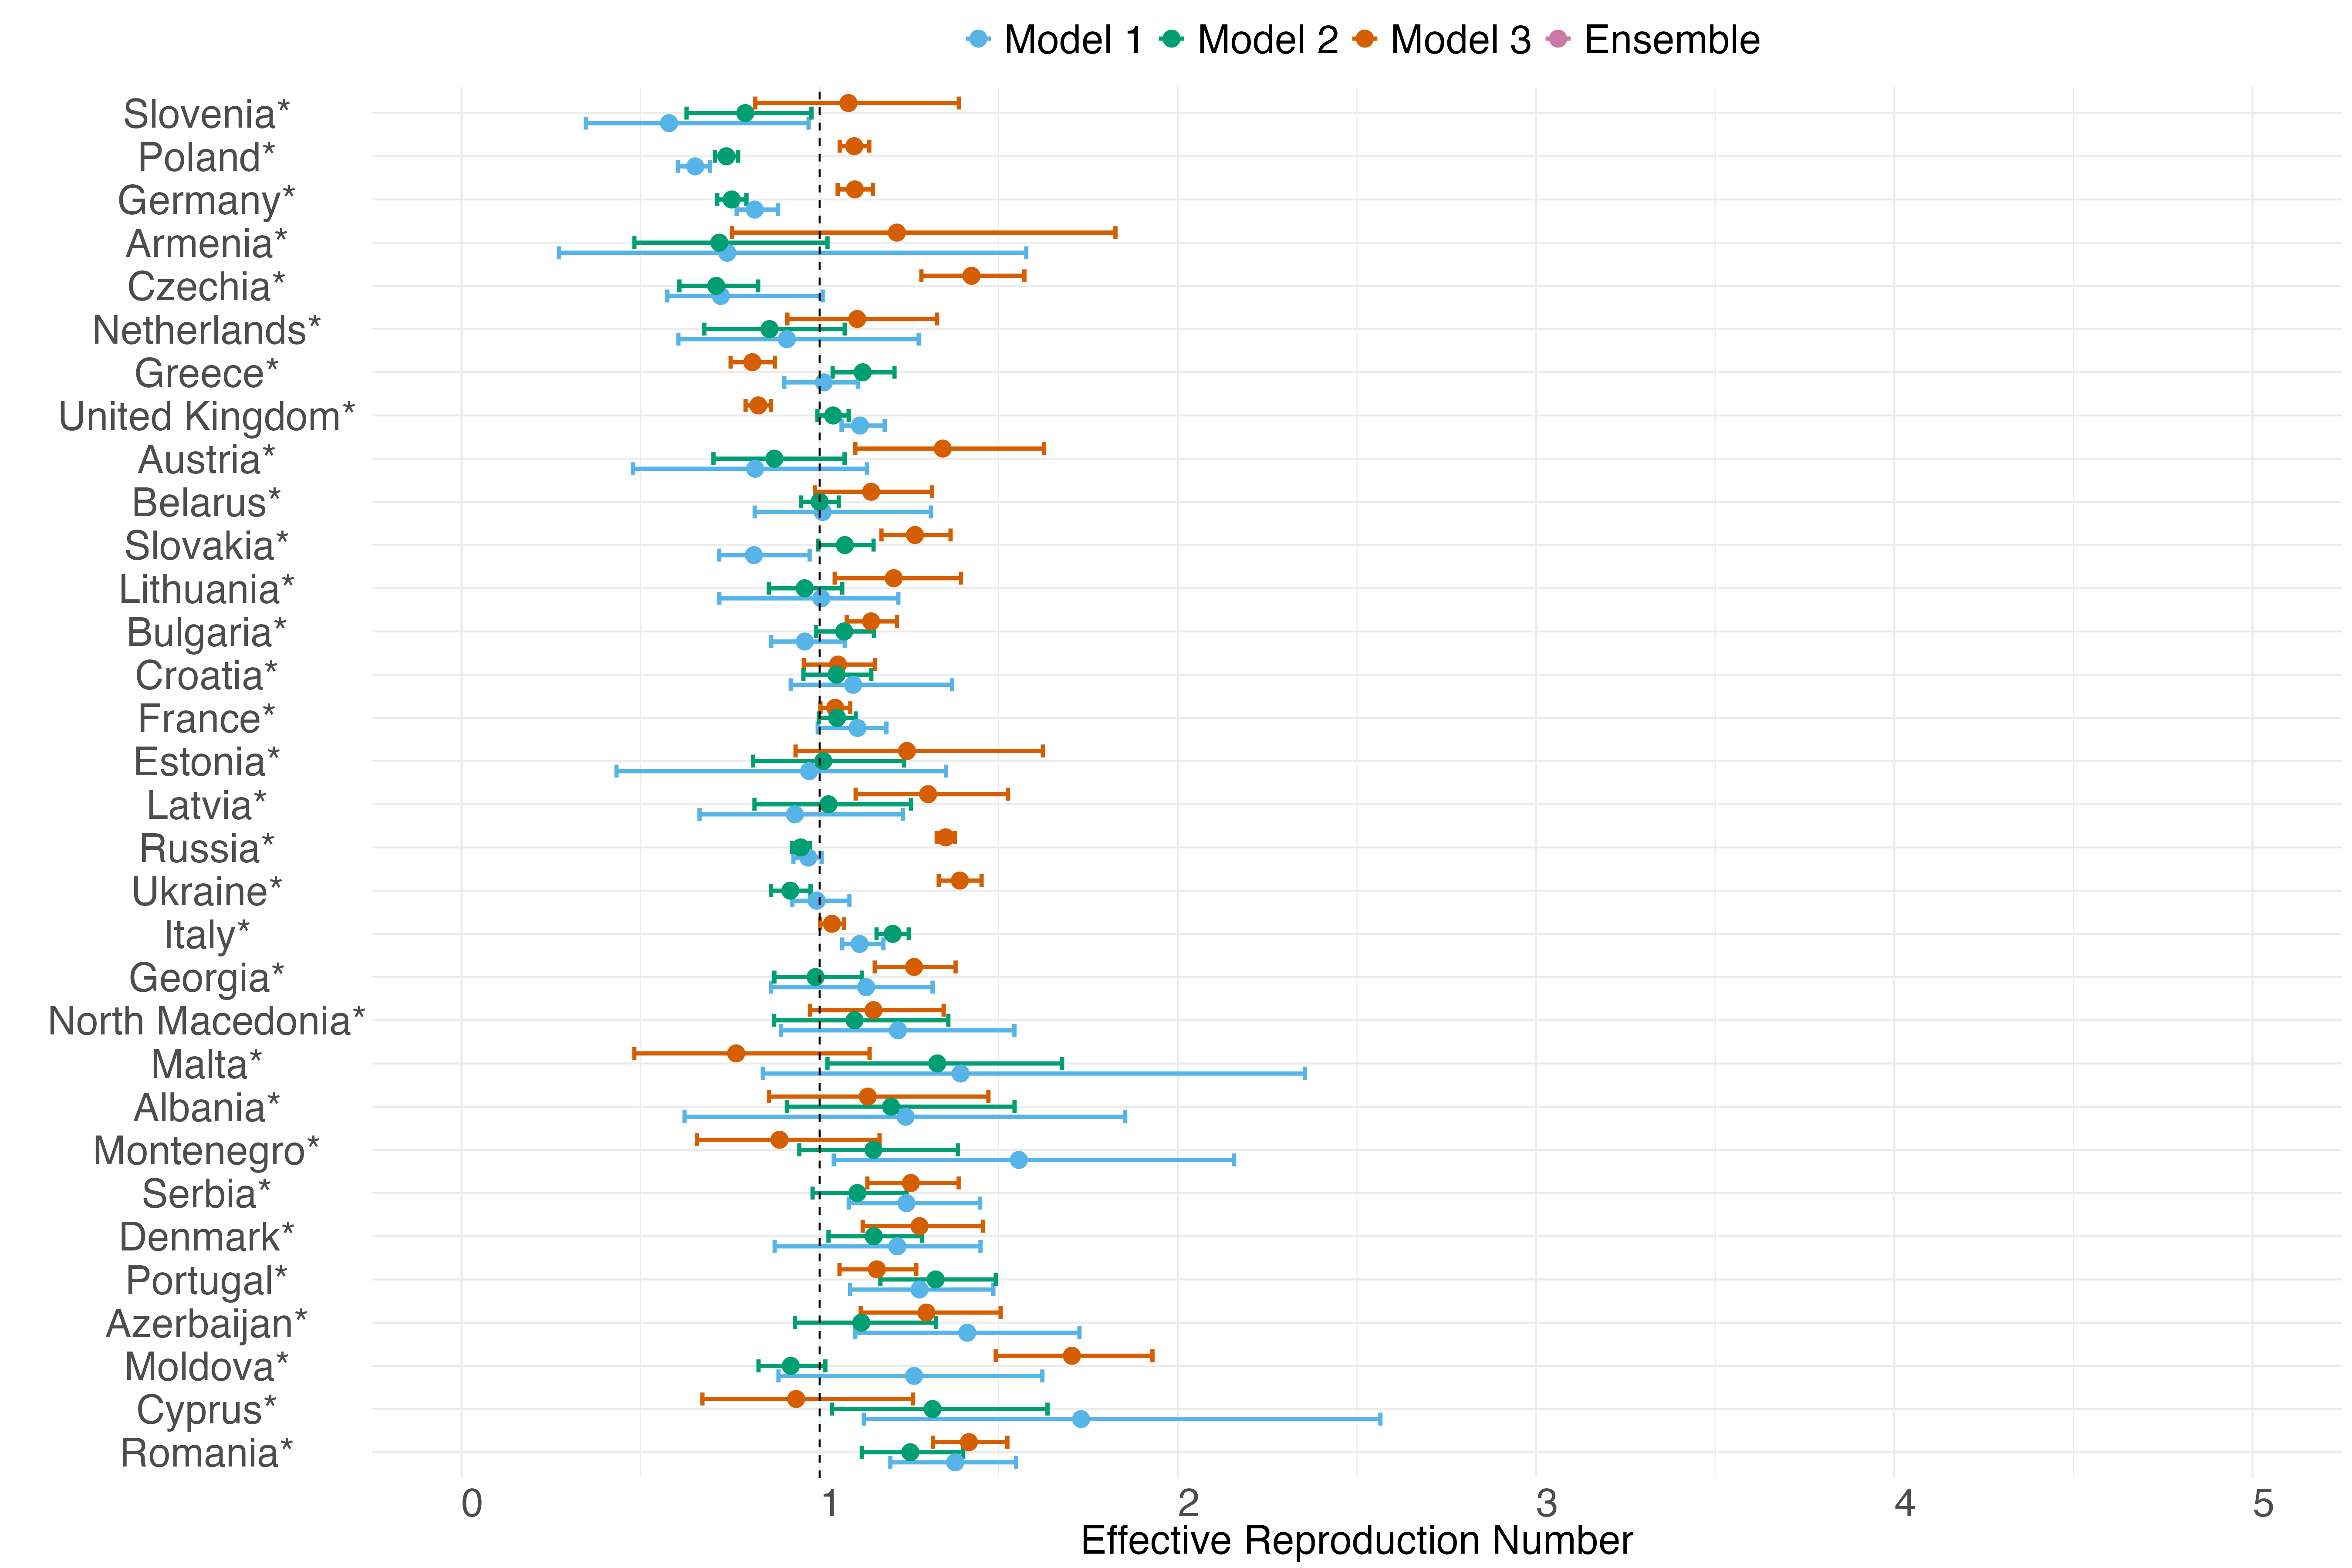 Model 1 Model 2 Model 3 Ensemble
Slovenia*
Poland*
Germany*
Armenia*
Czechia*
Netherlands*
Greece*
United Kingdom*
Austria*
Belarus*
Slovakia*
Lithuania*
Bulgaria*
Croatia*
France*
Estonia*
Latvia*
Russia*
Ukraine*
Italy*
Georgia*
North Macedonia*
Malta*
Albania*
Montenegro*
Serbia*
Denmark*
Portugal*
Azerbaijan*
Moldova*
Cyprus*
Romania*
0 1 2 3 4 5
Effective Reproduction Number